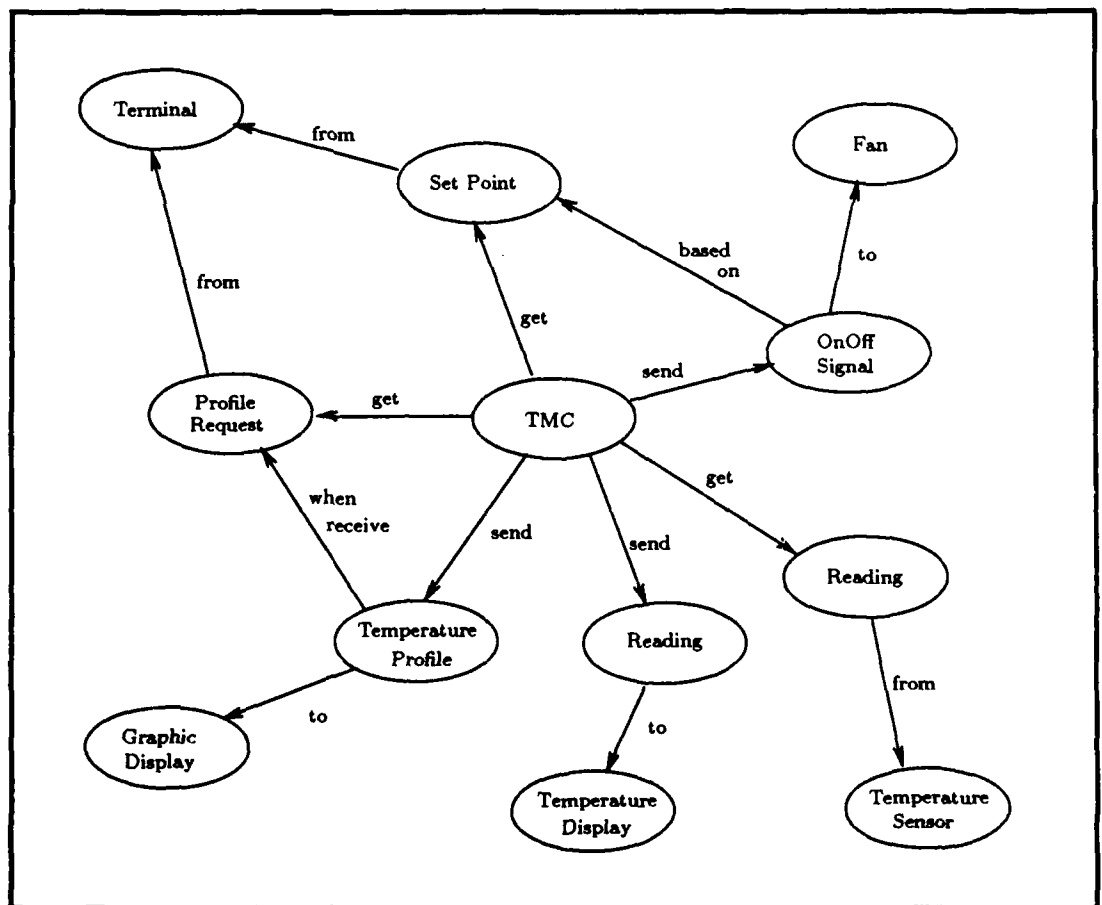 Terminal
from
Fan
Set Point
based
on
to
from
get
OnOff
Signal
send
Profile
Request
get
TMC
get
when
receive
send
send
Reading
Temperature
Profile
Reading
from
to
to
Graphic
Display
Temperature
Display
Temperature
Sensor